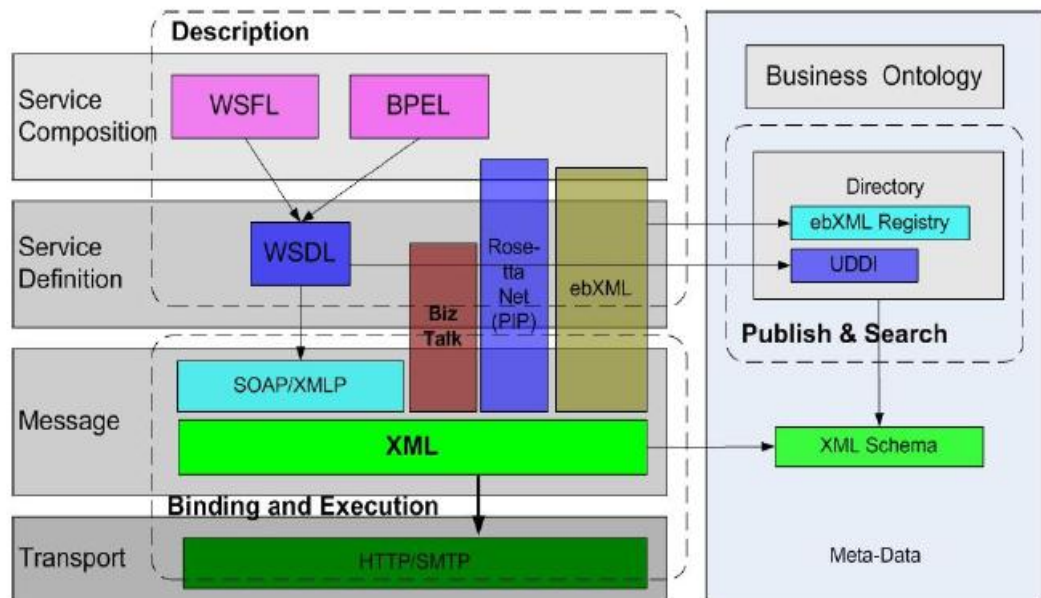 Description
Service
Composition
WSFL
BPEL
Service
Definition
WSDL
Biz
Talk
Rose-
tta
Net
(PIP)
ebXML
Message
SOAP/XMLP
XML
Binding and Execution
Transport
HTTP/SMTP
Business Ontology
Directory
ebXML Registry
UDDI
Publish & Search
XML Schema
Meta-Data